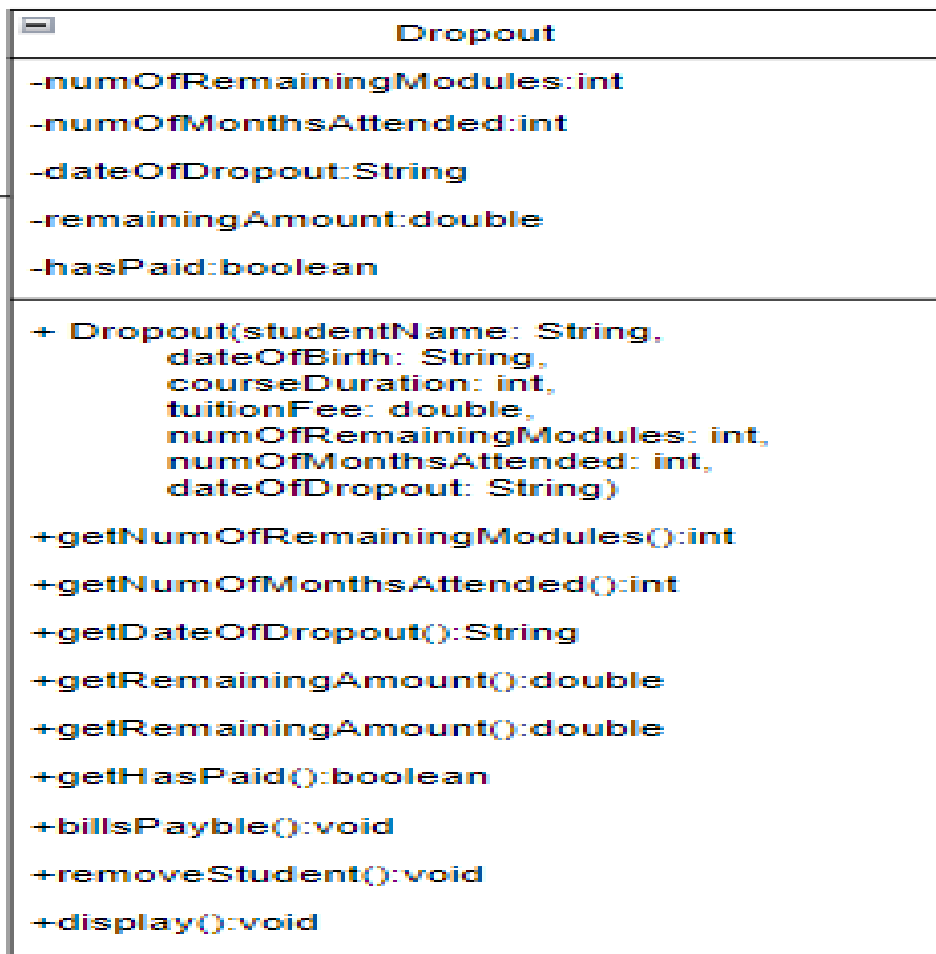 Dropout
-numOfRemainingModules:int
-numOfMonthsAttended:int
-dateOfDropout:String
-remainingAmount:double
-hasPaid:boolean
+ Dropout(studentName: String,
dateOfBirth: String,
courseDuration: int,
tuitionFee: double,
numOfRemainingModules: int,
numOfMonthsAttended: int,
dateOfDropout: String)
+getNumOfRemainingModules():int
+getNumOfMonthsAttended():int
+getDateOfDropout():String
+getRemainingAmount():double
+getRemainingAmount():double
+getHasPaid():boolean
+billsPayble():void
+removeStudent():void
+display():void